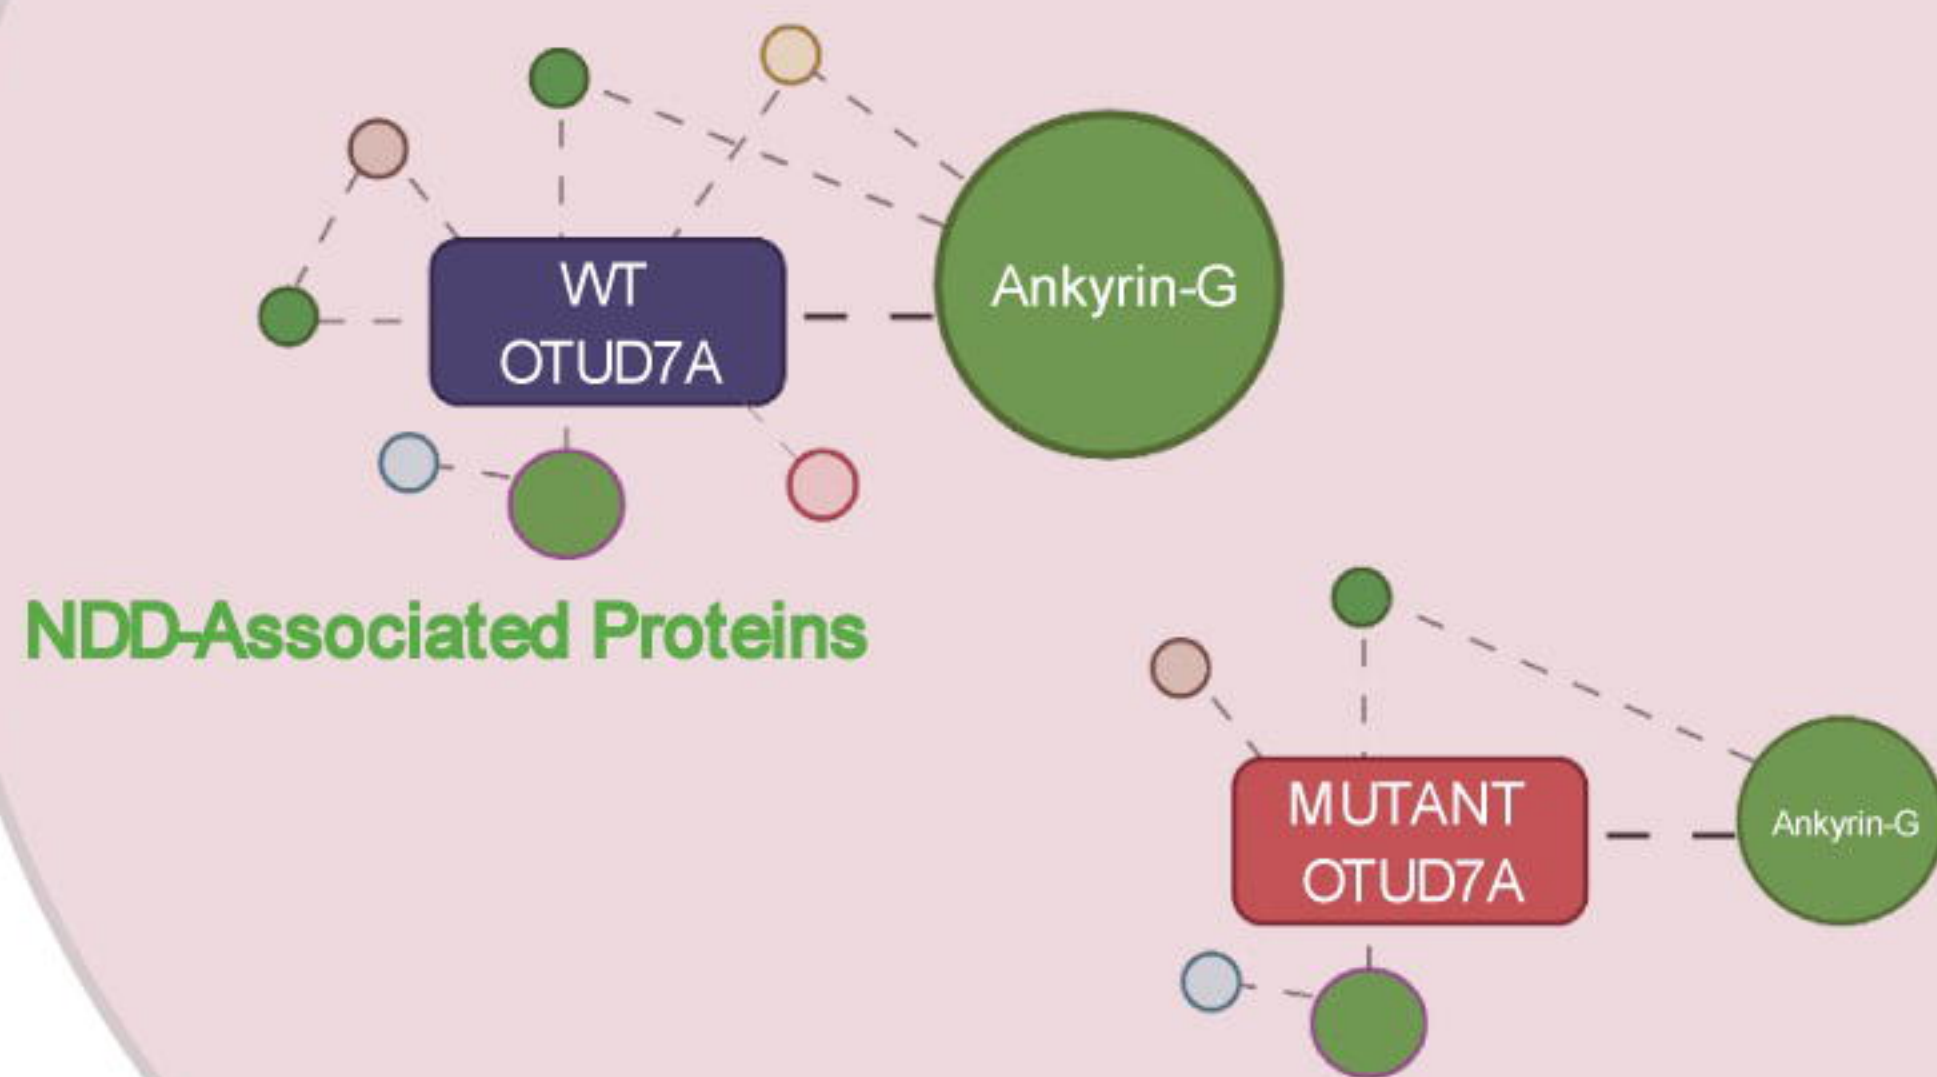 WT
OTUD7A
Ankyrin-G
NDD-Associated Proteins
MUTANT
OTUD7A
Ankyrin-G